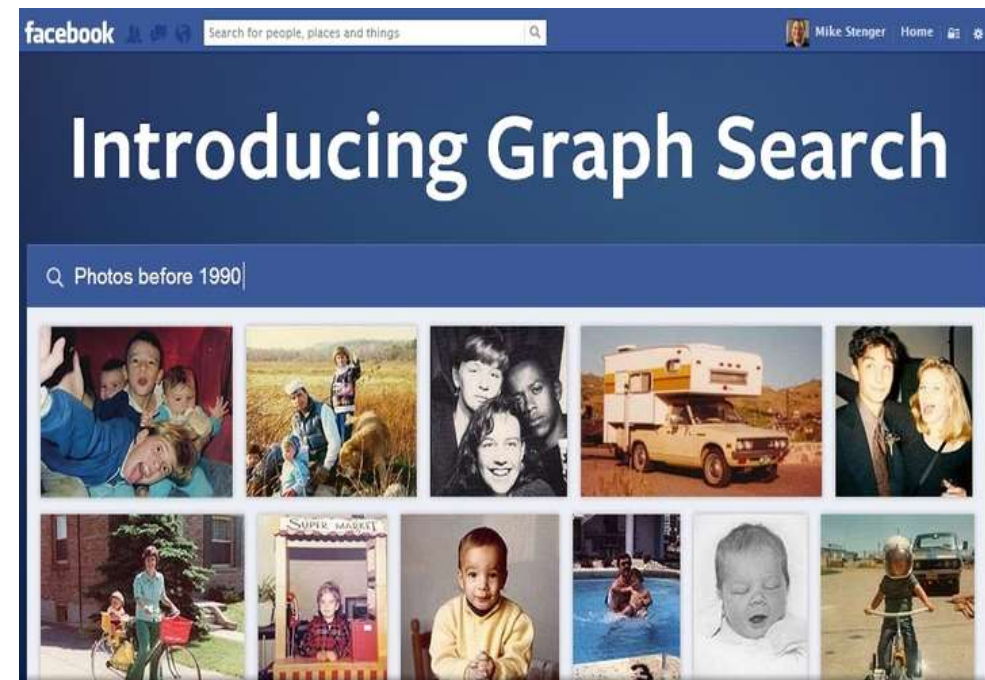 facebook Search for people, places and things Mike Stenger Home
Introducing Graph Search
Photos before 1990
SUPER MARKET